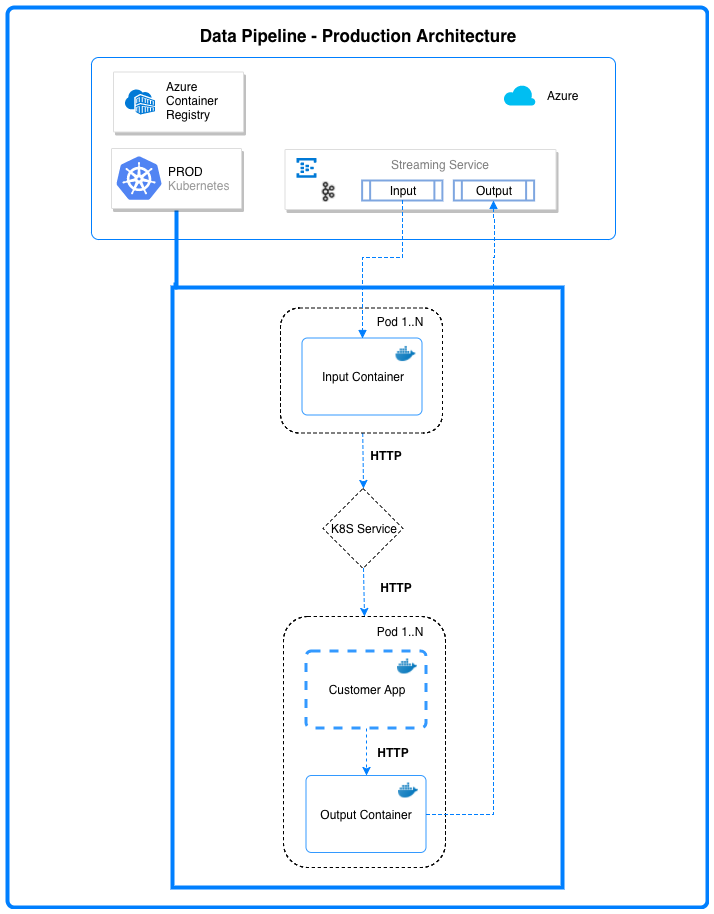 Data Pipeline - Production Architecture
Azure
Container
Registry
Azure
PROD
Kubernetes
Streaming Service
Input
Output
Pod 1..N
Input Container
HTTP
K8S Service
HTTP
Pod 1..N
Customer App
HTTP
Output Container